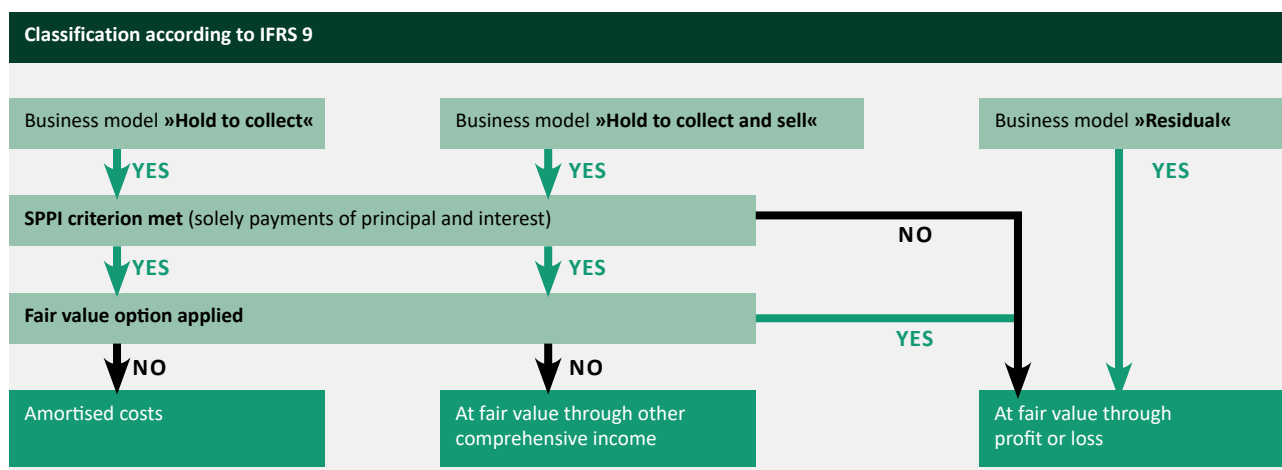 Classification according to IFRS 9
Business model »Hold to collect«
Business model »Hold to collect and sell«
Business model »Residual«
YES
YES
YES
SPPI criterion met (solely payments of principal and interest)
NO
YES
YES
Fair value option applied
YES
NO
NO
Amortised costs
At fair value through other
comprehensive income
At fair value through
profit or loss